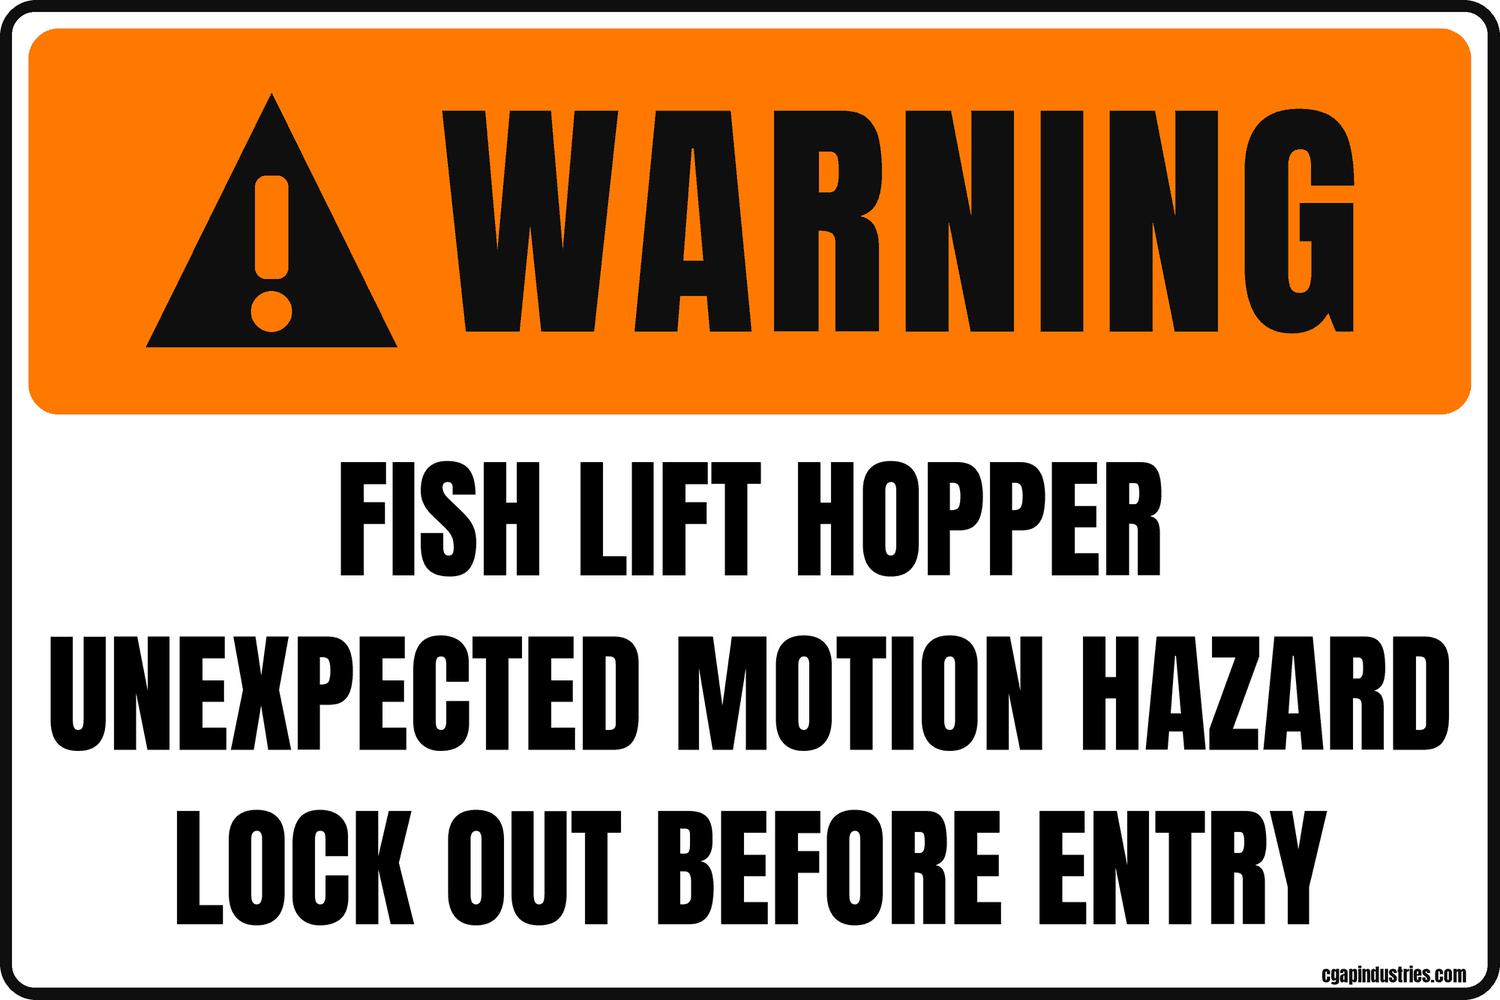 WARNING
FISH LIFT HOPPER
UNEXPECTED MOTION HAZARD
LOCK OUT BEFORE ENTRY
cgapindustries.com